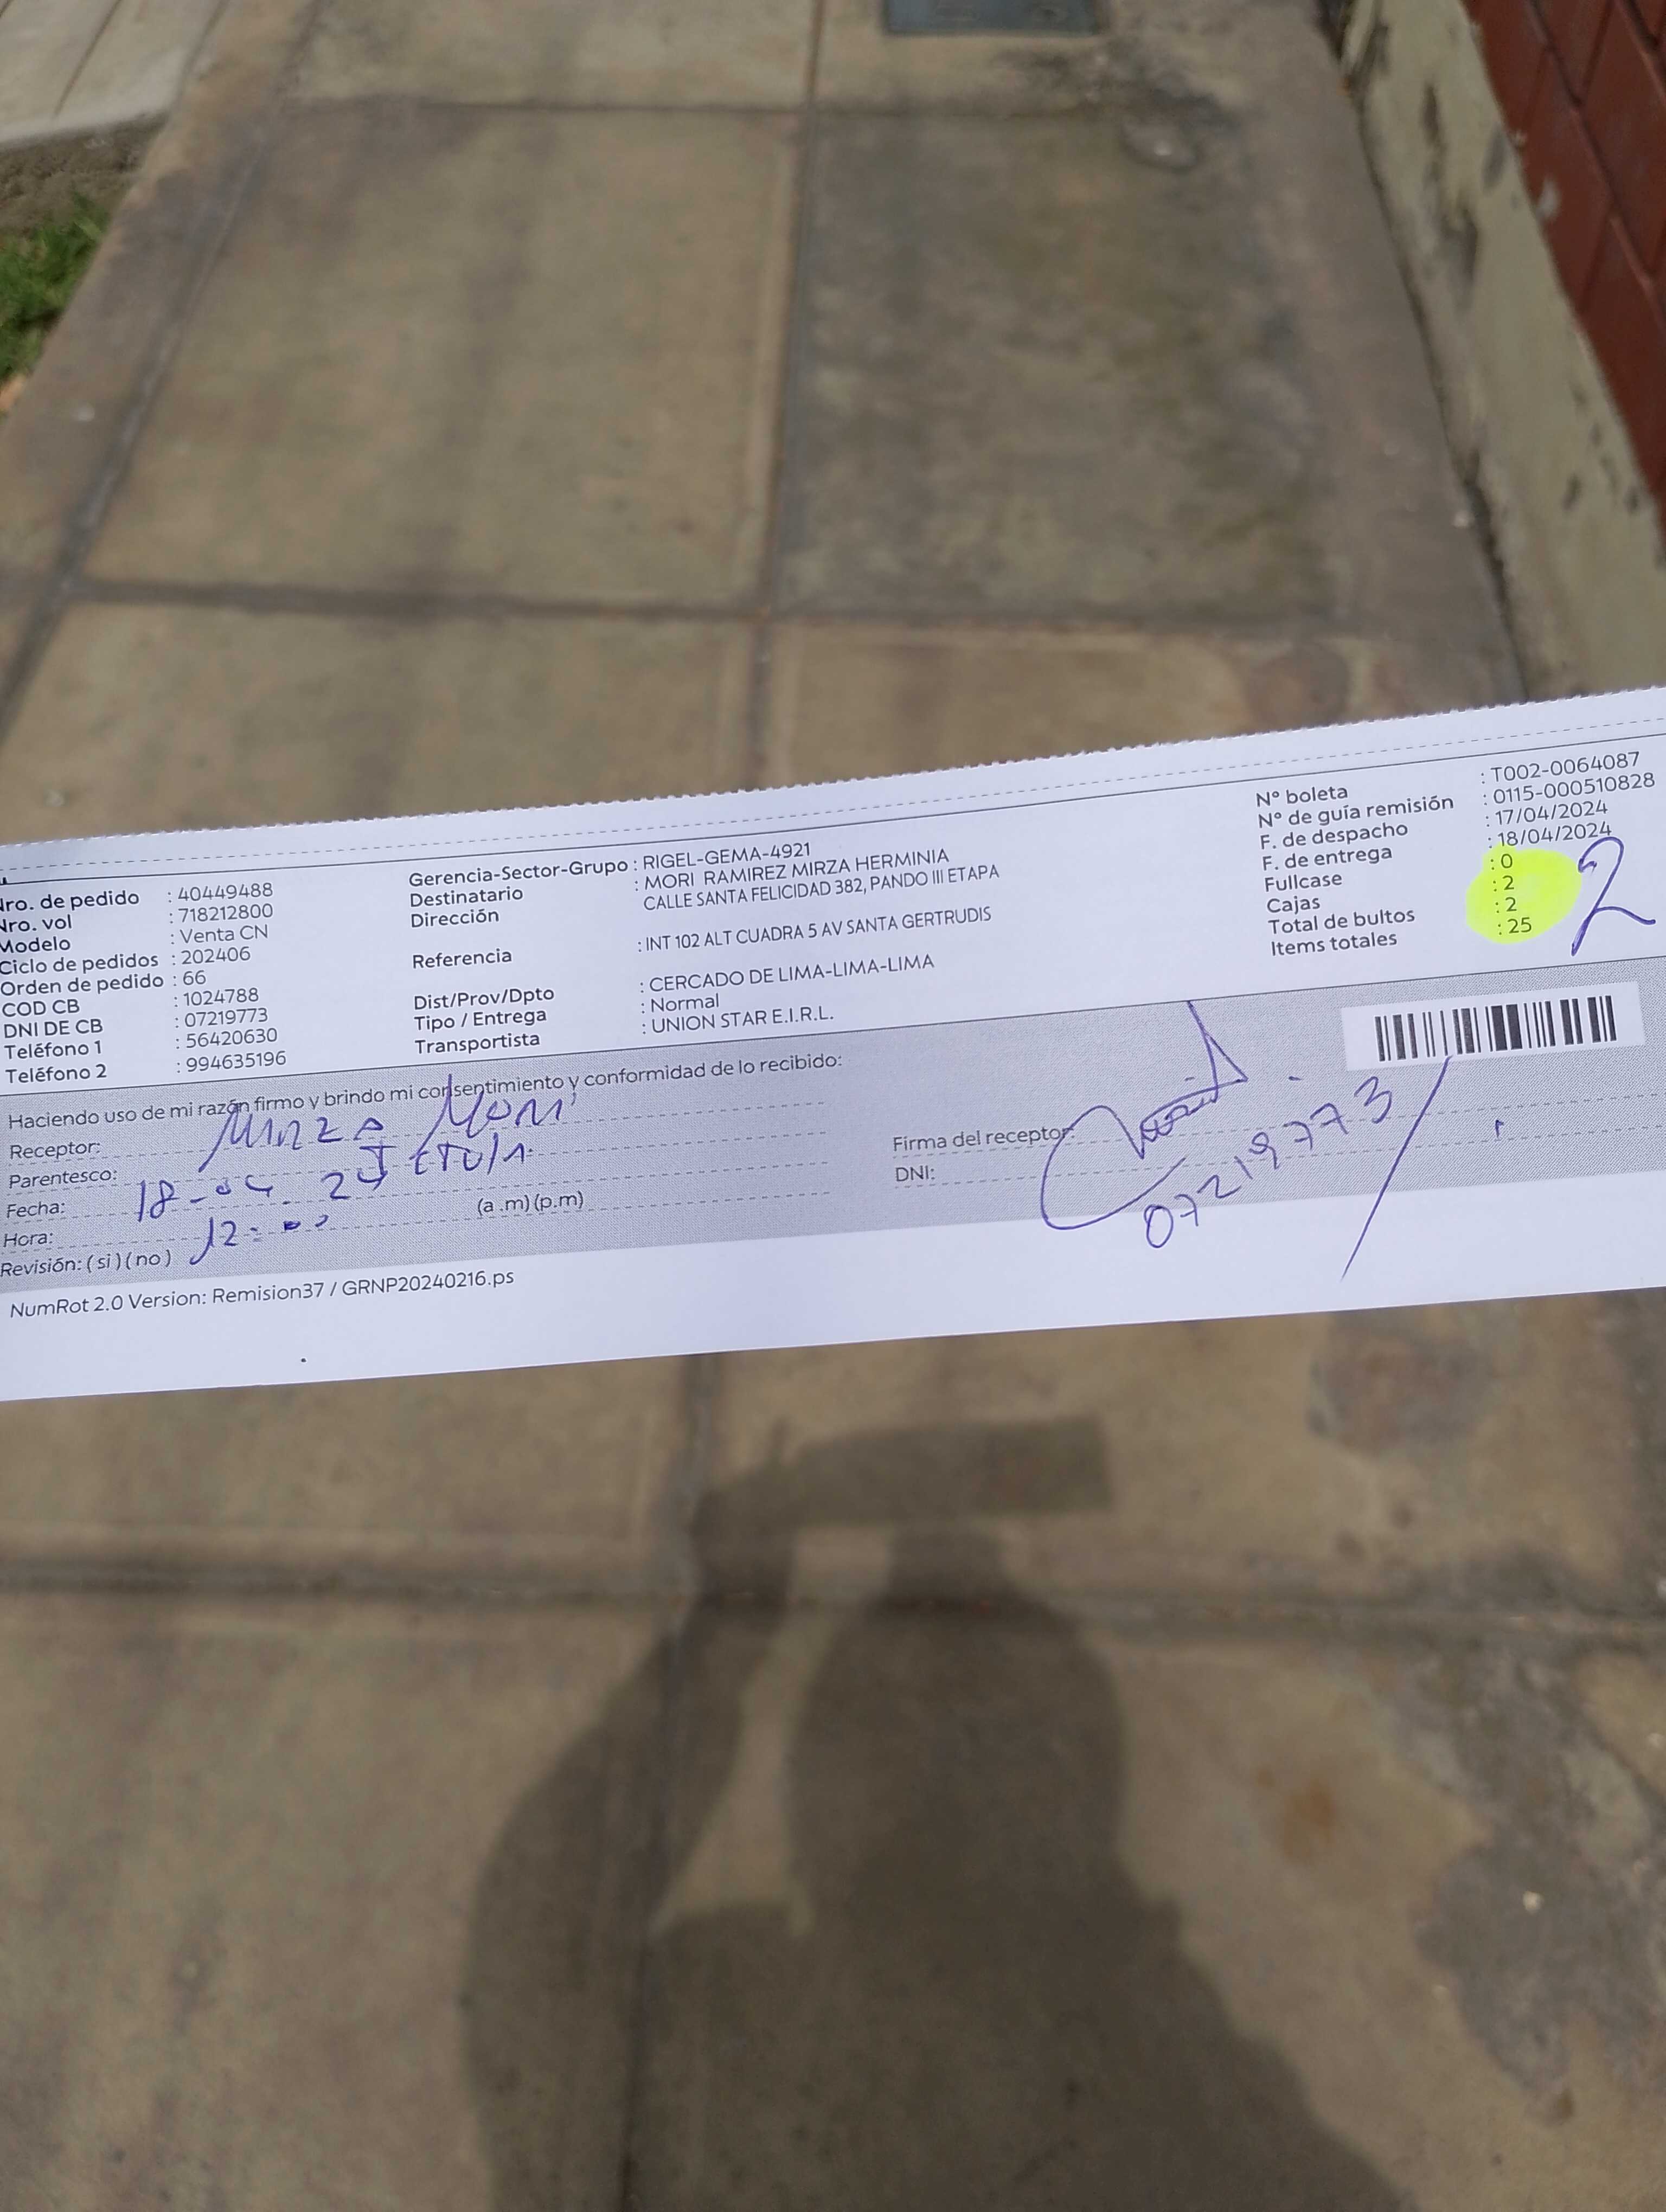 Nro. de pedido : 40449488
Nro. vol : 718212800
Modelo : Venta CN
Ciclo de pedidos : 202406
Orden de pedido : 66
COD CB : 1024788
DNI DE CB : 07219773
Teléfono 1 : 56420630
Teléfono 2 : 994635196
Gerencia-Sector-Grupo : RIGEL-GEMA-4921
Destinatario : MORI RAMIREZ MIRZA HERMINIA
Dirección CALLE SANTA FELICIDAD 382, PANDO III ETAPA
Referencia : INT 102 ALT CUADRA 5 AV SANTA GERTRUDIS
Dist/Prov/Dpto : CERCADO DE LIMA-LIMA-LIMA
Tipo / Entrega : Normal
Transportista : UNION STAR E.I.R.L.
N° boleta : T002-0064087
N° de guía remisión : 0115-000510828
F. de despacho : 17/04/2024
F. de entrega : 18/04/2024
Fullcase : 0
Cajas : 2
Total de bultos : 2
Items totales : 25
2
Haciendo uso de mi razón firmo y brindo mi consentimiento y conformidad de lo recibido:
Receptor: Mirza Mori
Parentesco: Titular
Fecha: 18-04-24
Hora: 12:00 (a .m) (p.m)
Revisión: ( si ) ( no )
Firma del receptor:
DNI: 07219773
NumRot 2.0 Version: Remision37 / GRNP20240216.ps